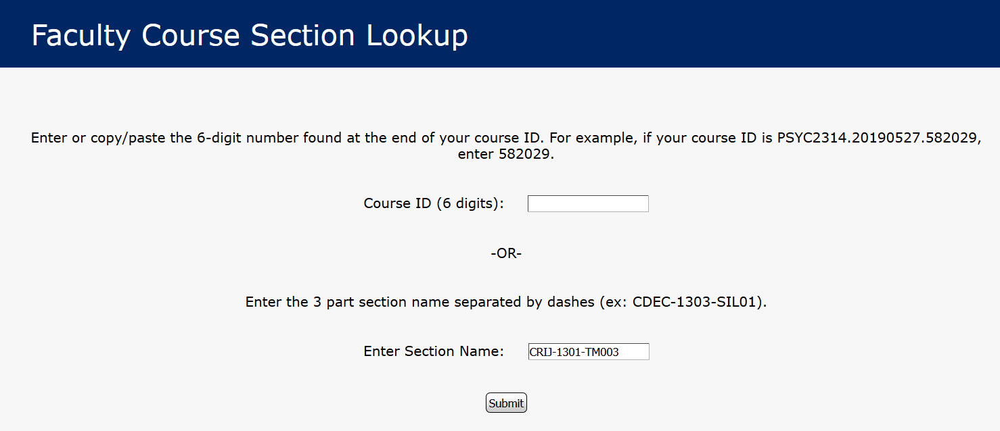 Faculty Course Section Lookup
Enter or copy/paste the 6-digit number found at the end of your course ID. For example, if your course ID is PSYC2314.20190527.582029,
enter 582029.
Course ID (6 digits):
-OR-
Enter the 3 part section name separated by dashes (ex: CDEC-1303-SIL01).
Enter Section Name: CRIJ-1301-TM003
Submit